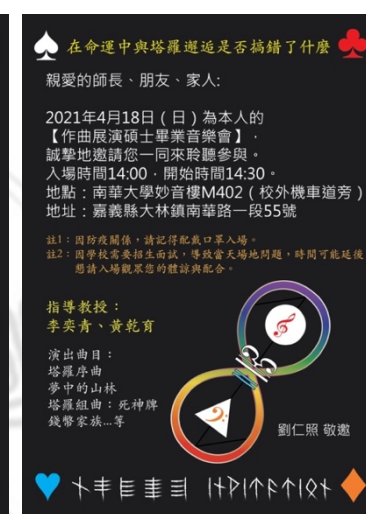 在命運中與塔羅邂逅是否搞錯了什麼
親愛的師長、朋友、家人:
2021年4月18日（日）為本人的
【作曲展演碩士畢業音樂會】，
誠摯地邀請您一同來聆聽參與。
入場時間14:00，開始時間14:30。
地點：南華大學妙音樓M402（校外機車道旁）
地址：嘉義縣大林鎮南華路一段55號
註1：因防疫關係，請記得配戴口罩入場。
註2：因學校需要招生面試，導致當天場地問題，時間可能延後
懇請入場觀眾您的體諒與配合。
指導教授：
李奕青、黃乾育
演出曲目：
塔羅序曲
夢中的山林
塔羅組曲：死神牌
錢幣家族...等
劉仁照 敬邀